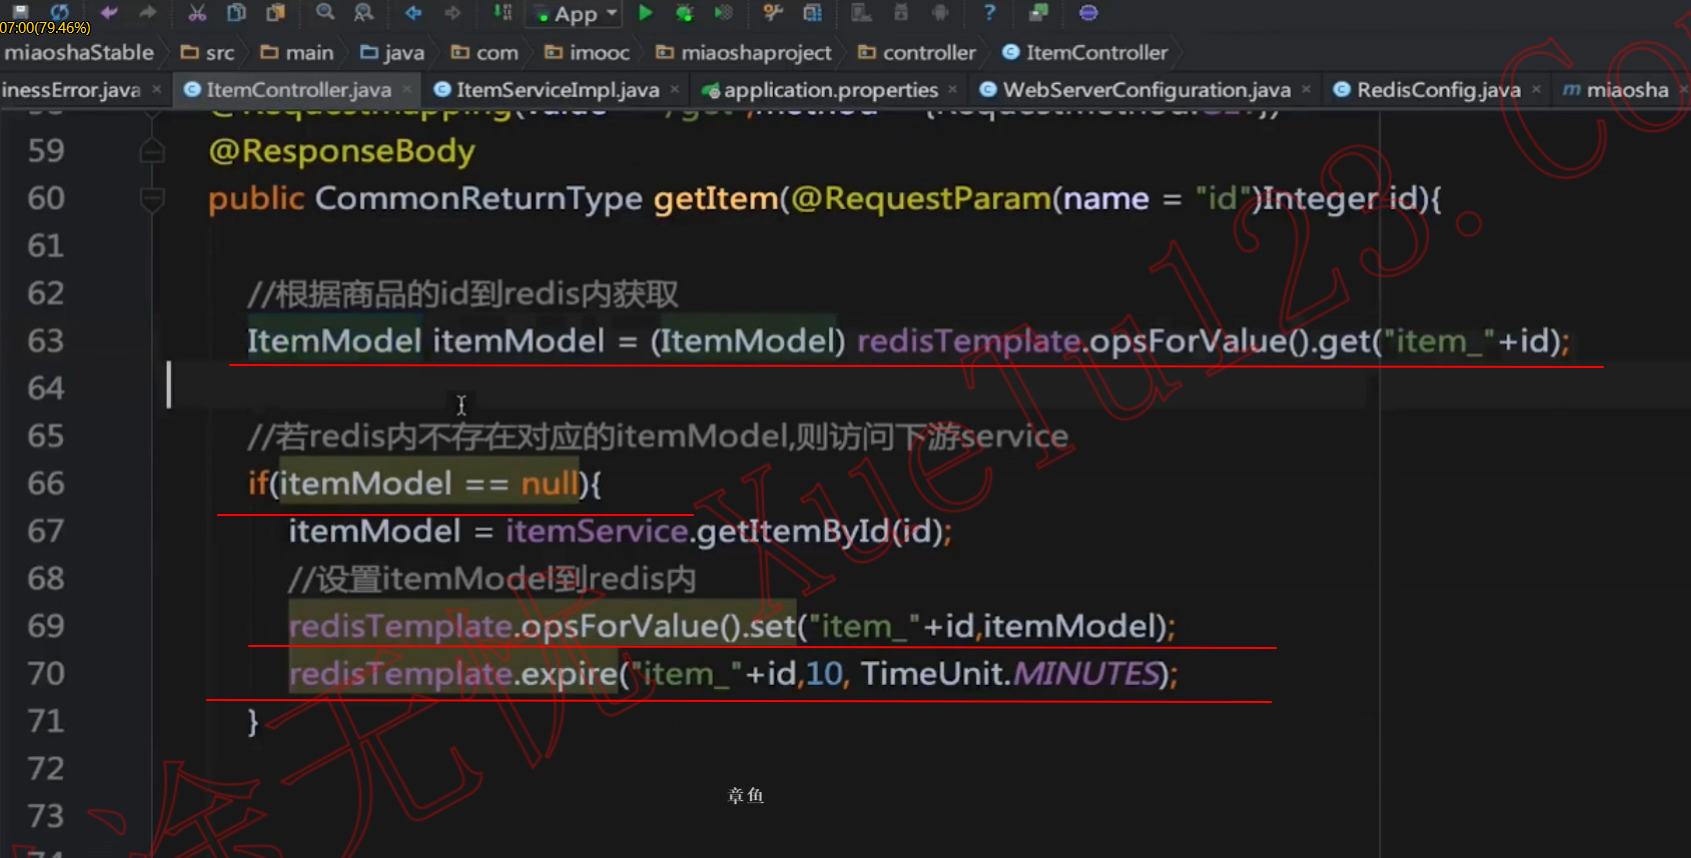 07:00(79.46%)
App
miaoshaStable src main java com imooc miaoshaproject controller ItemController
inessError.java ItemController.java ItemServiceImpl.java application.properties WebServerConfiguration.java RedisConfig.java miaosha
59 @ResponseBody
60 public CommonReturnType getItem(@RequestParam(name = "id")Integer id){
61
62 //根据商品的id到redis内获取
63 ItemModel itemModel = (ItemModel) redisTemplate.opsForValue().get("item_"+id);
64
65 //若redis内不存在对应的itemModel,则访问下游service
66 if(itemModel == null){
67 itemModel = itemService.getItemById(id);
68 //设置itemModel到redis内
69 redisTemplate.opsForValue().set("item_"+id,itemModel);
70 redisTemplate.expire("item_"+id,10, TimeUnit.MINUTES);
71 }
72
73
章鱼
XueTu123.Co